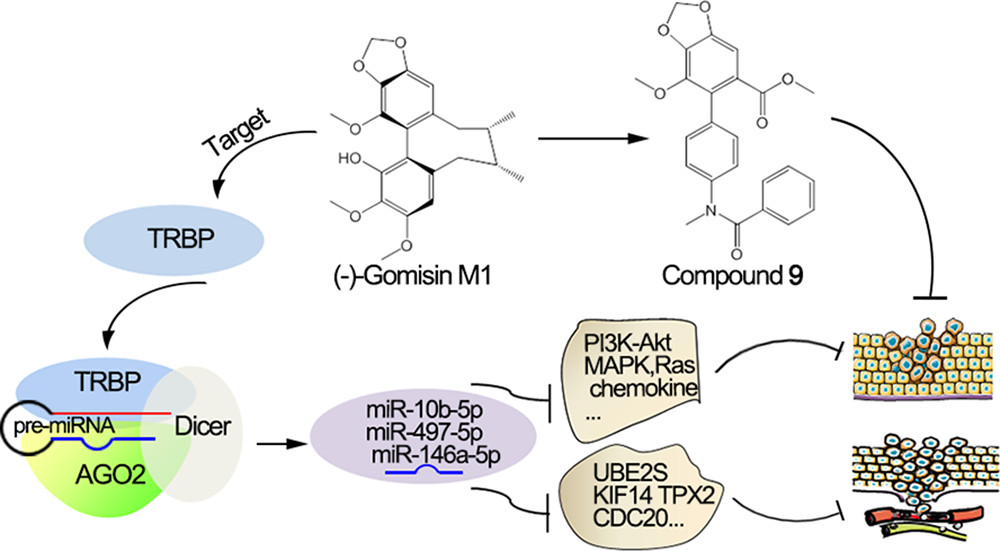 Target
TRBP
(-)-Gomisin M1
Compound 9
O
O
O
HO
O
O
O
O
O
O
O
N
O
TRBP
pre-miRNA
Dicer
AGO2
miR-10b-5p
miR-497-5p
miR-146a-5p
PI3K-Akt
MAPK,Ras
chemokine
...
UBE2S
KIF14 TPX2
CDC20...